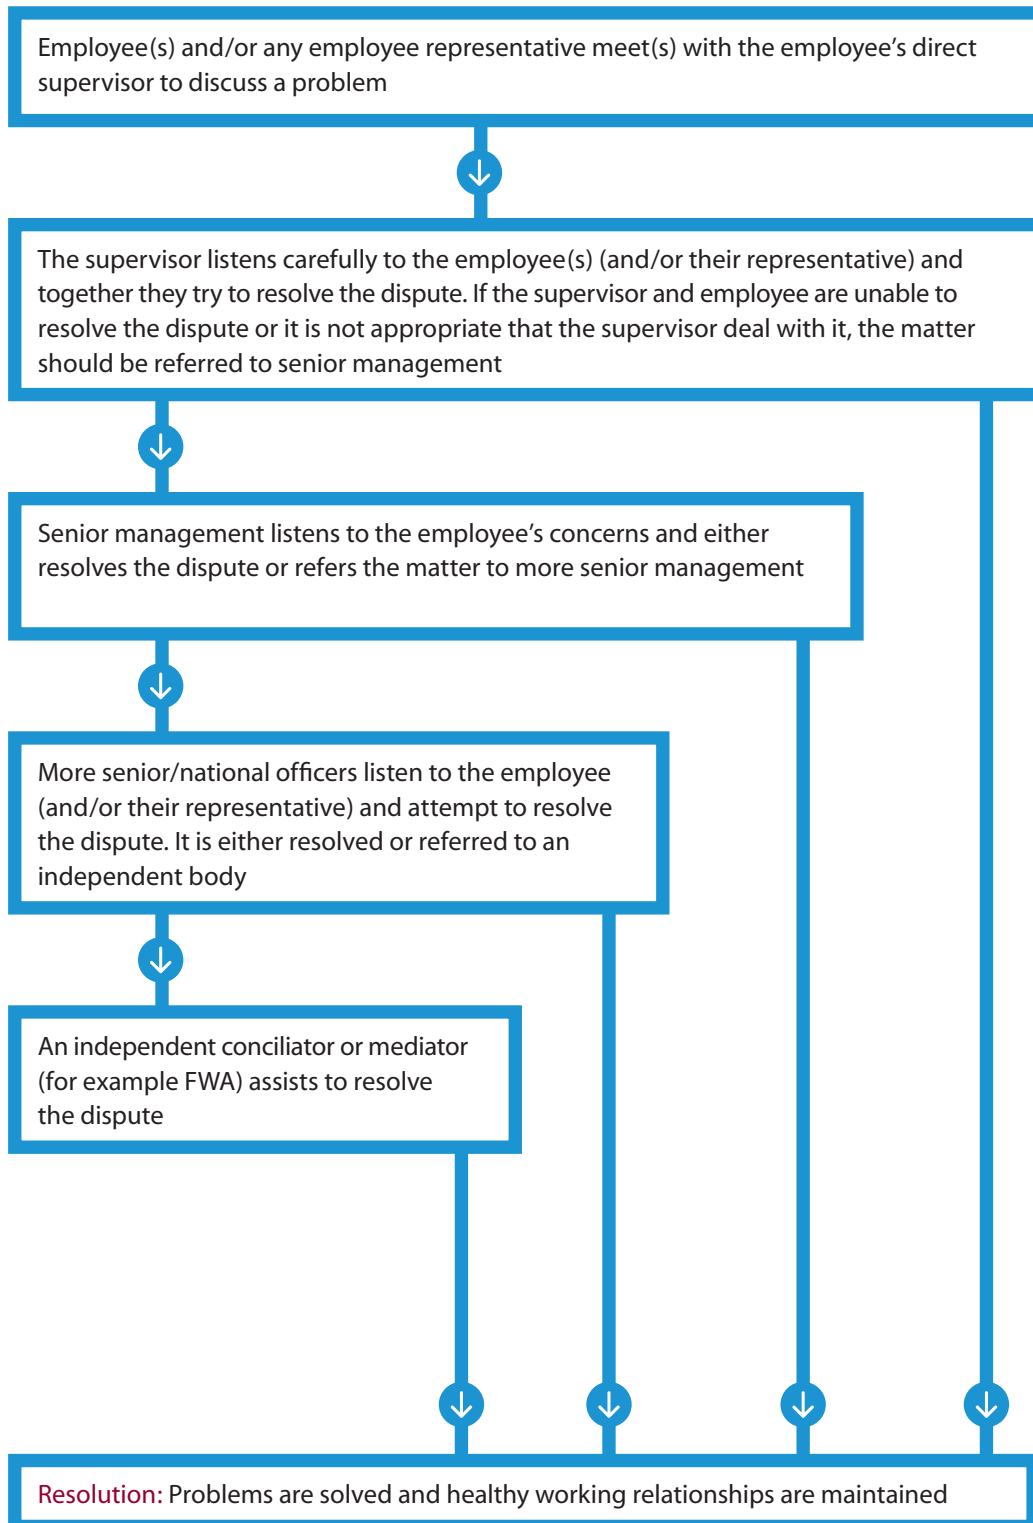 Employee(s) and/or any employee representative meet(s) with the employee’s direct
supervisor to discuss a problem
The supervisor listens carefully to the employee(s) (and/or their representative) and
together they try to resolve the dispute. If the supervisor and employee are unable to
resolve the dispute or it is not appropriate that the supervisor deal with it, the matter
should be referred to senior management
Senior management listens to the employee’s concerns and either
resolves the dispute or refers the matter to more senior management
More senior/national officers listen to the employee
(and/or their representative) and attempt to resolve
the dispute. It is either resolved or referred to an
independent body
An independent conciliator or mediator
(for example FWA) assists to resolve
the dispute
Resolution: Problems are solved and healthy working relationships are maintained